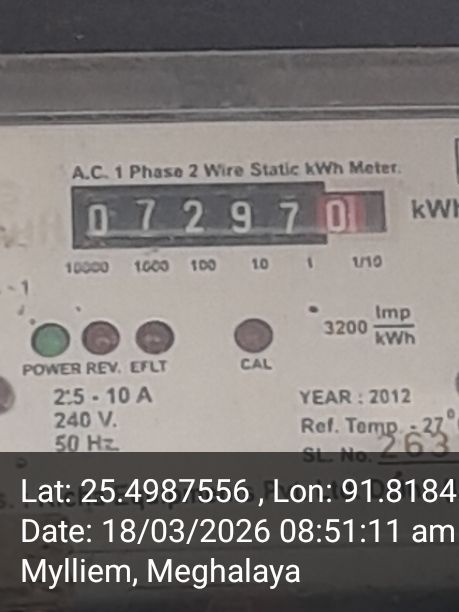 A.C. 1 Phase 2 Wire Static kWh Meter.
0 7 2 9 7 0 kWh
10000 1000 100 10 1 1/10
3200 Imp/kWh
POWER REV. EFLT CAL
2.5 - 10 A
240 V.
50 Hz
YEAR : 2012
Ref. Temp. - 27°
SL. No. 263
Lat: 25.4987556 , Lon: 91.8184
Date: 18/03/2026 08:51:11 am
Mylliem, Meghalaya